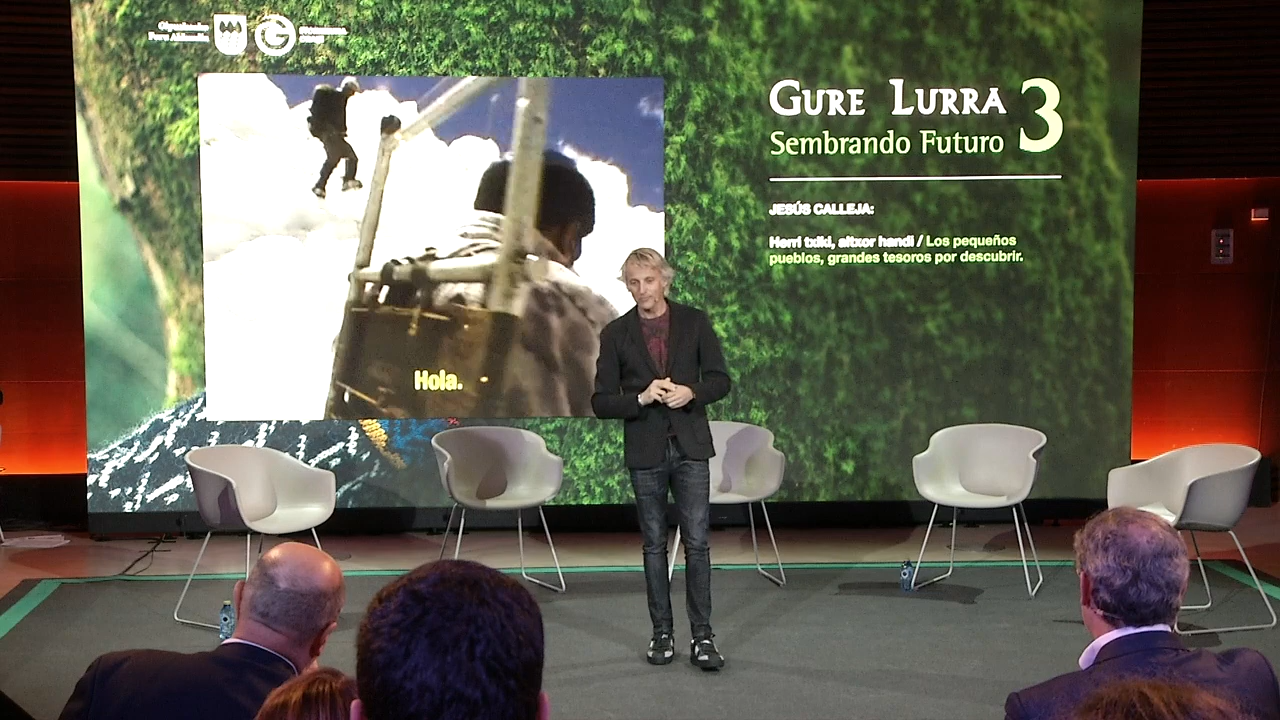 GURE LURRA 3
Sembrando Futuro
JESÚS CALLEJA:
Herri txiki, altxor handi / Los pequeños
pueblos, grandes tesoros por descubrir.
Hola.